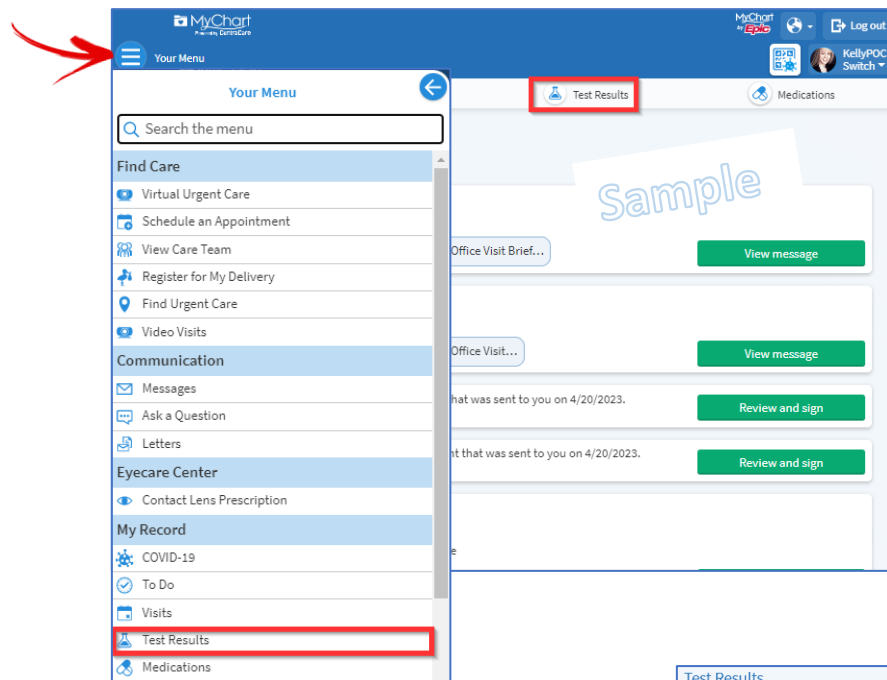 MyChart
Powered by CentraCare
MyChart
by Epic
Log out
Your Menu
KellyPOC
Switch
Your Menu
Test Results
Medications
Search the menu
Find Care
Virtual Urgent Care
Schedule an Appointment
View Care Team
Register for My Delivery
Find Urgent Care
Video Visits
Communication
Messages
Ask a Question
Letters
Eyecare Center
Contact Lens Prescription
My Record
COVID-19
To Do
Visits
Test Results
Medications
Sample
Office Visit Brief...
View message
Office Visit...
View message
hat was sent to you on 4/20/2023.
Review and sign
nt that was sent to you on 4/20/2023.
Review and sign
e
Test Results